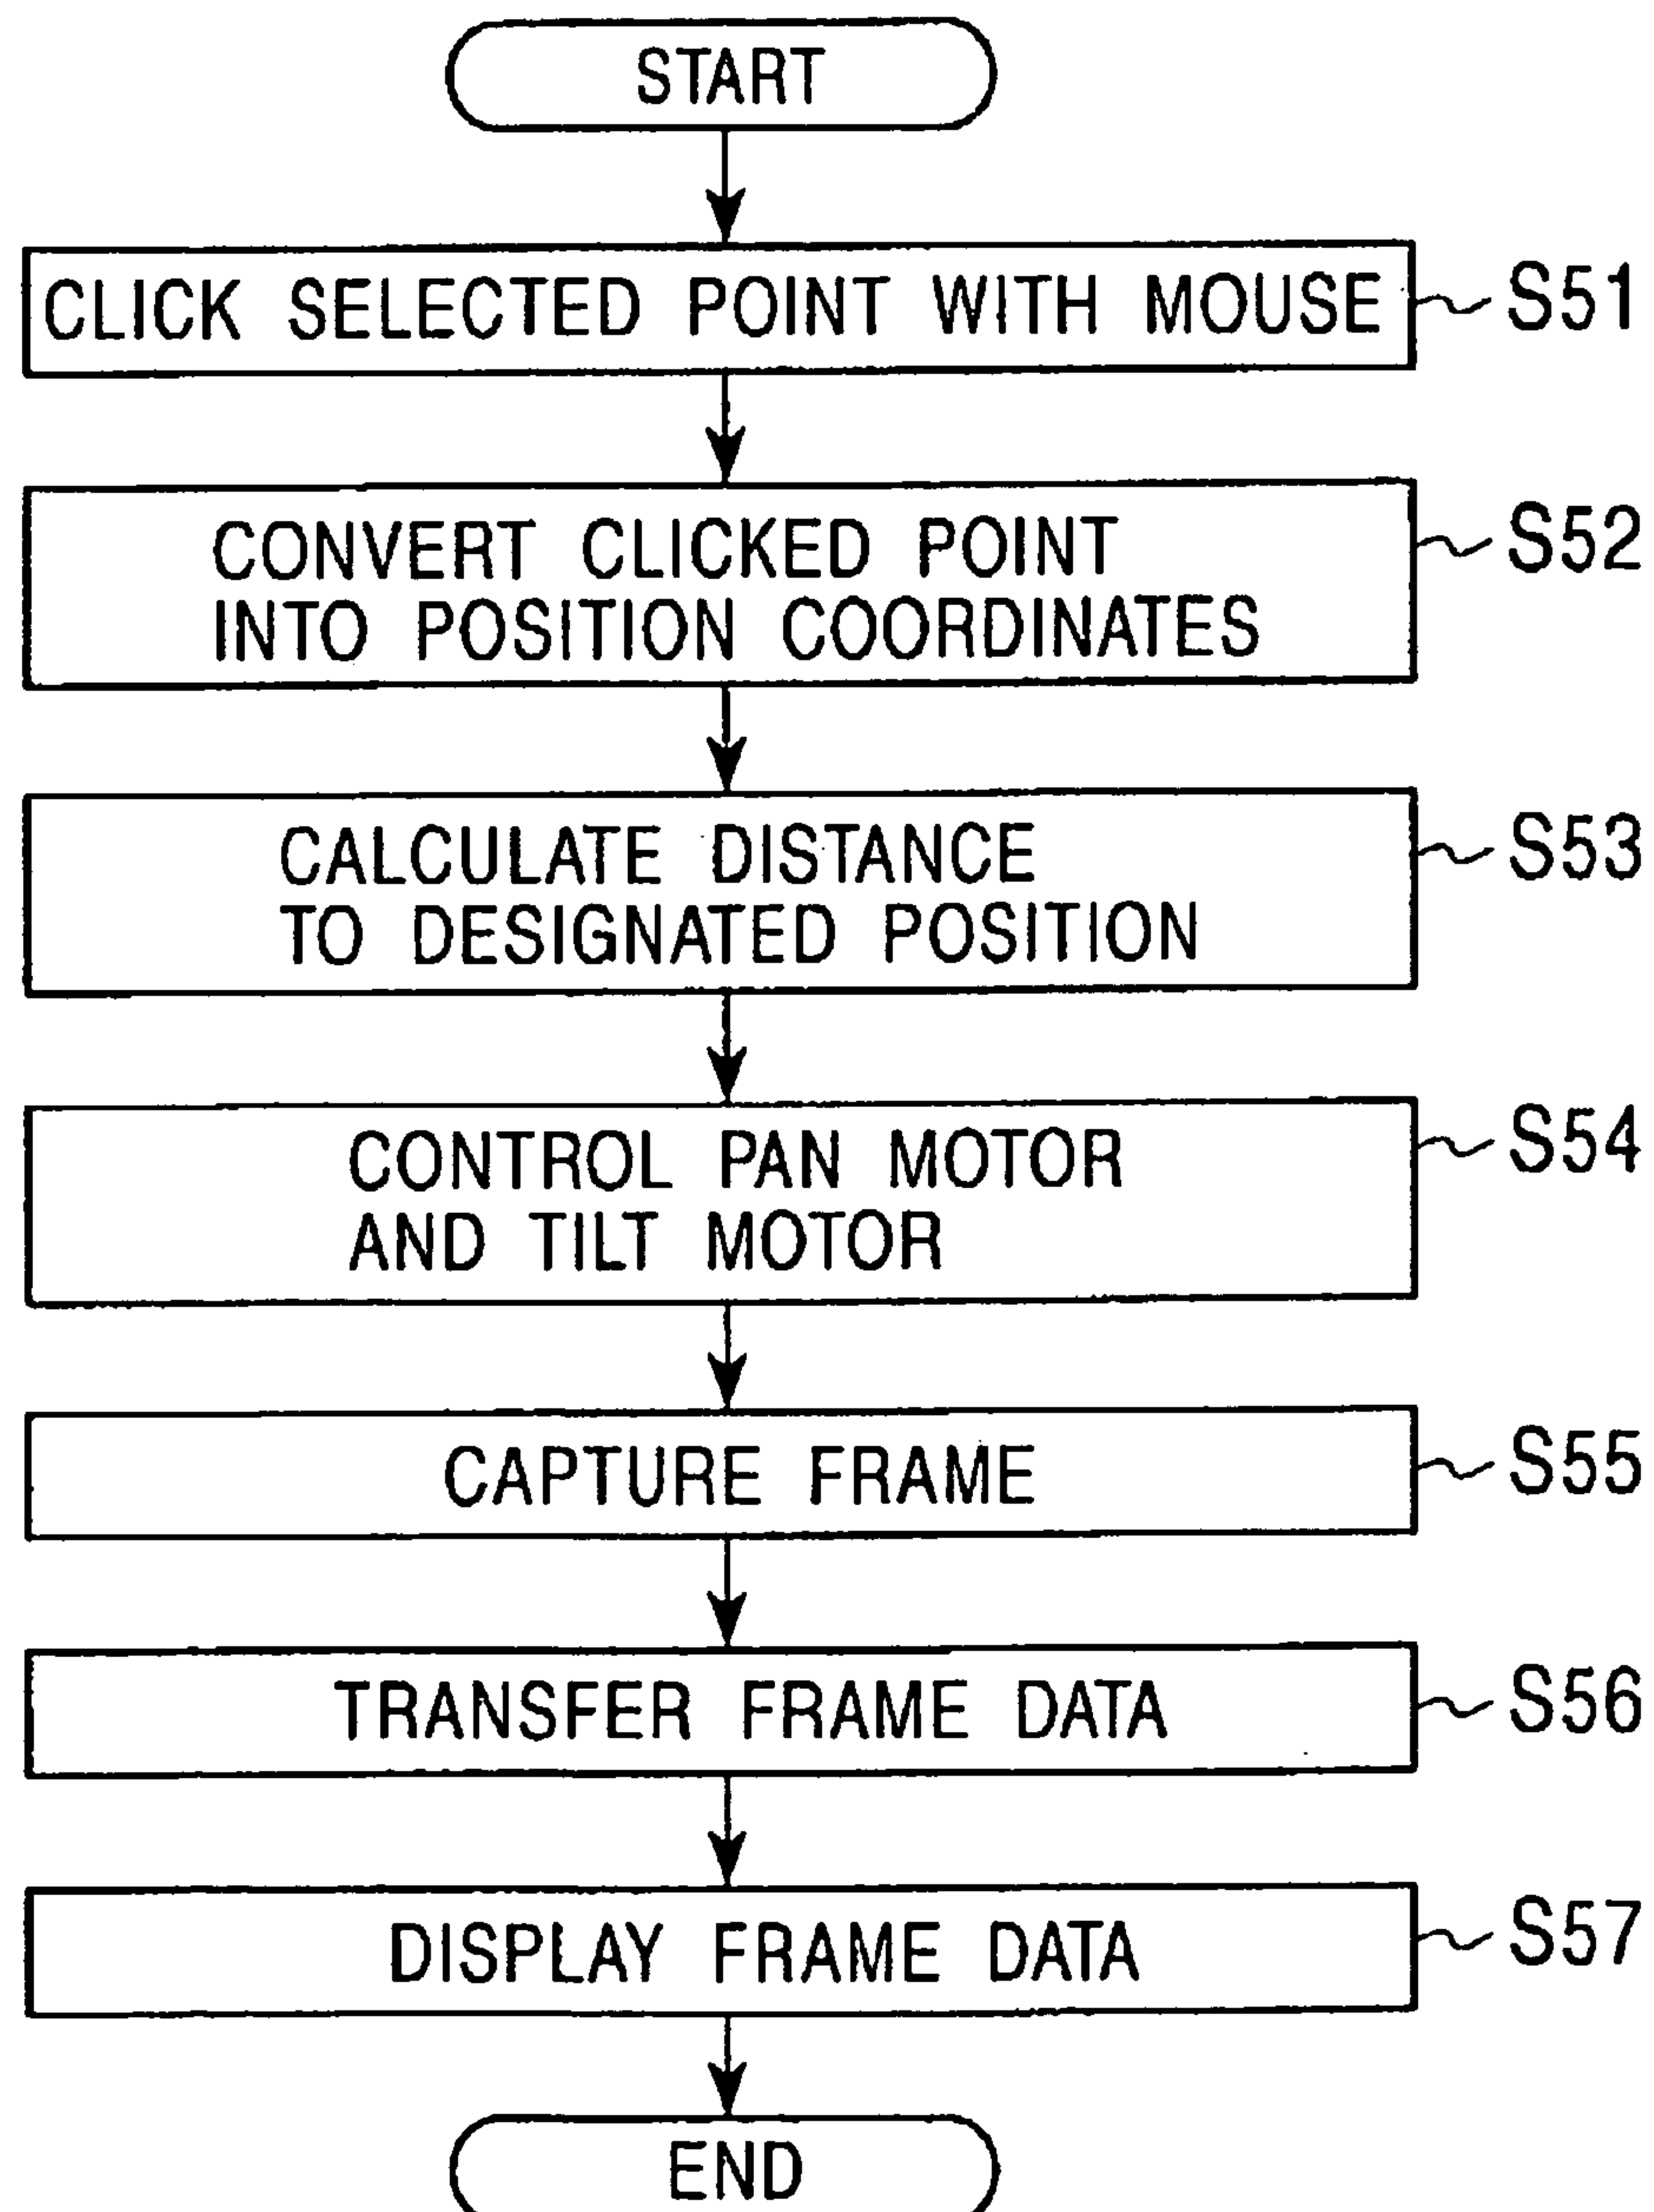 START
CLICK SELECTED POINT WITH MOUSE
S51
CONVERT CLICKED POINT
INTO POSITION COORDINATES
S52
CALCULATE DISTANCE
TO DESIGNATED POSITION
S53
CONTROL PAN MOTOR
AND TILT MOTOR
S54
CAPTURE FRAME
S55
TRANSFER FRAME DATA
S56
DISPLAY FRAME DATA
S57
END